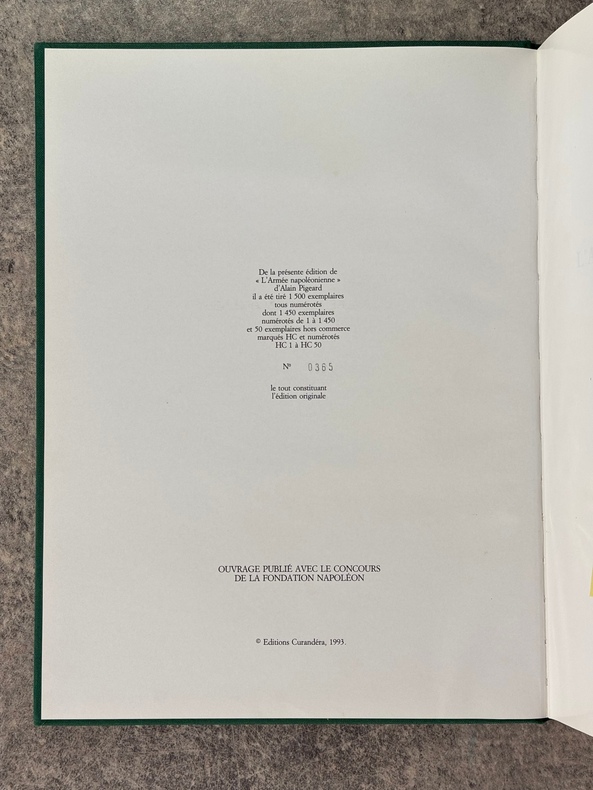 De la présente édition de
« L'Armée napoléonienne »
d'Alain Pigeard
il a été tiré 1 500 exemplaires
tous numérotés
dont 1 450 exemplaires
numérotés de 1 à 1 450
et 50 exemplaires hors commerce
marqués HC et numérotés
HC 1 à HC 50
Nº 0365
le tout constituant
l'édition originale
OUVRAGE PUBLIÉ AVEC LE CONCOURS
DE LA FONDATION NAPOLÉON
© Editions Curandéra, 1993.